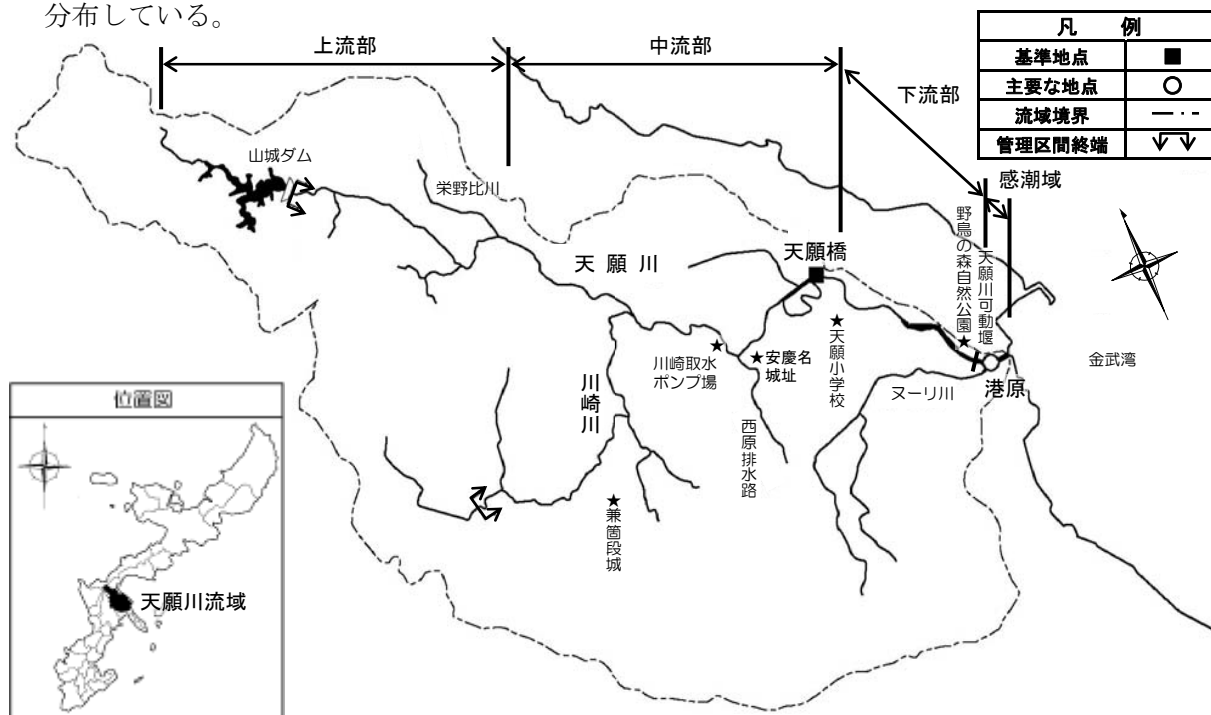 分布している。
上流部
中流部
下流部
感潮域
凡 例
基準地点
主要な地点
流域境界
管理区間終端
山城ダム
栄野比川
天願川
天願橋
野鳥の森自然公園
天願川可動堰
金武湾
川崎取水
ポンプ場
安慶名
城址
天願小学校
ヌーリ川
港原
川崎川
西原排水路
兼箇段城
位置図
天願川流域